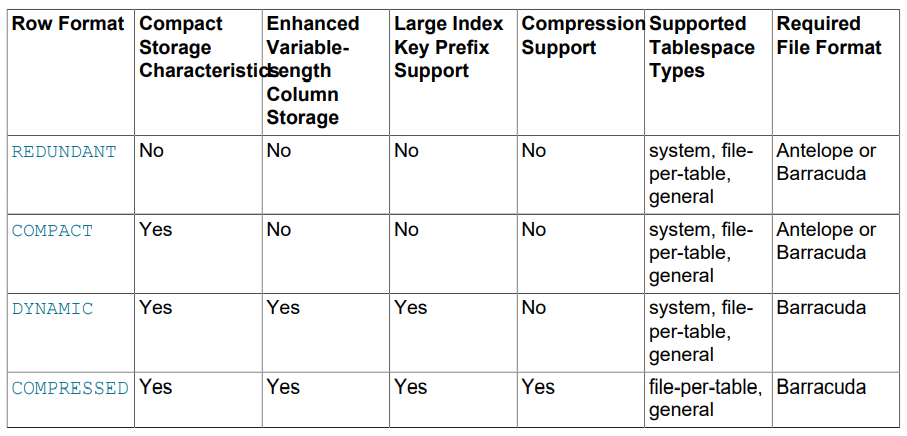 Row Format Compact Enhanced Large Index Compression Supported Required
Storage Variable- Key Prefix Support Tablespace File Format
Characteristics Length Support Types
Column
Storage
REDUNDANT No No No No system, file- Antelope or
per-table, Barracuda
general
COMPACT Yes No No No system, file- Antelope or
per-table, Barracuda
general
DYNAMIC Yes Yes Yes No system, file- Barracuda
per-table,
general
COMPRESSED Yes Yes Yes Yes file-per-table, Barracuda
general